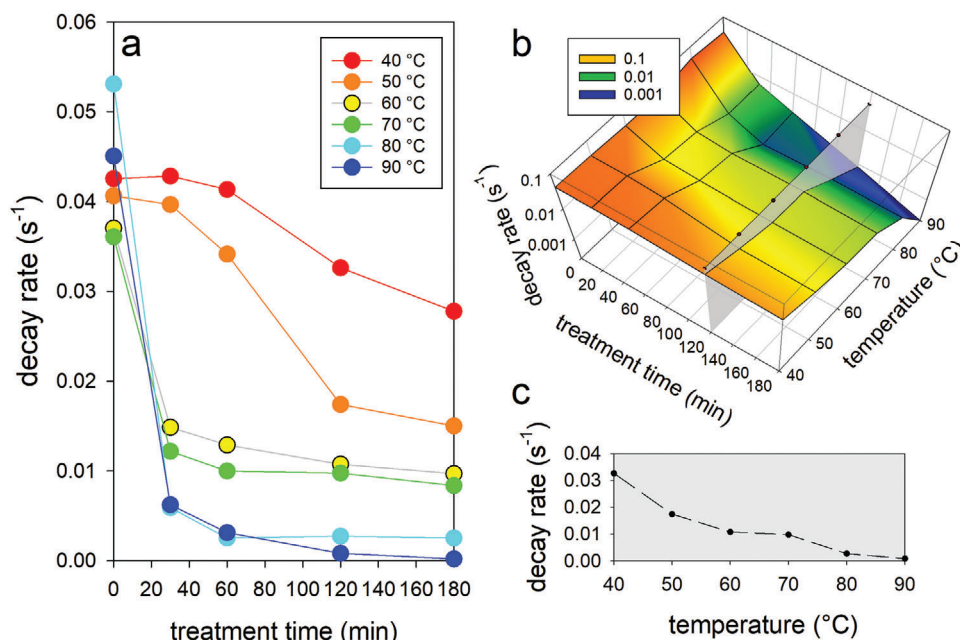 a
0.06
0.05
0.04
0.03
0.02
0.01
0.00
decay rate (s-1)
0 20 40 60 80 100 120 140 160 180
treatment time (min)
40 °C
50 °C
60 °C
70 °C
80 °C
90 °C
b
0.1
0.01
0.001
decay rate (s-1)
0.1
0.01
0.001
0
20
40
60
80
100
120
140
160
180
treatment time (min)
40
50
60
70
80
90
temperature (°C)
c
decay rate (s-1)
0.04
0.03
0.02
0.01
0.00
40 50 60 70 80 90
temperature (°C)